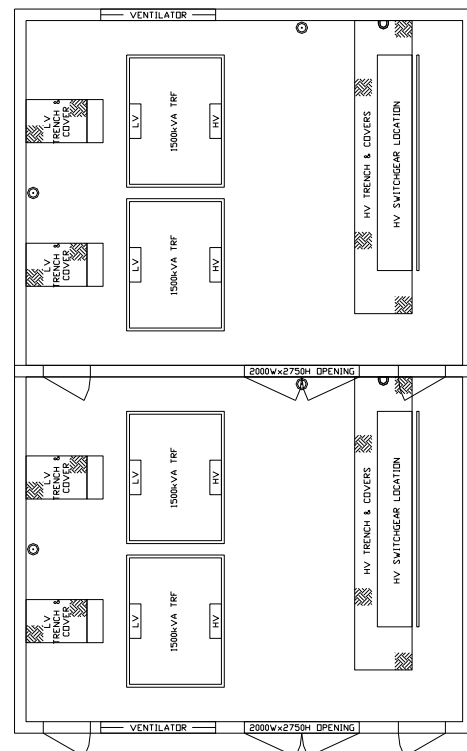 VENTILATOR
LV
TRENCH &
COVER
LV
1500kVA TRF
HV
HV TRENCH & COVERS
HV SWITCHGEAR LOCATION
LV
TRENCH &
COVER
LV
1500kVA TRF
HV
2000Wx2750H OPENING
LV
TRENCH &
COVER
LV
1500kVA TRF
HV
HV TRENCH & COVERS
HV SWITCHGEAR LOCATION
LV
TRENCH &
COVER
LV
1500kVA TRF
HV
VENTILATOR
2000Wx2750H OPENING